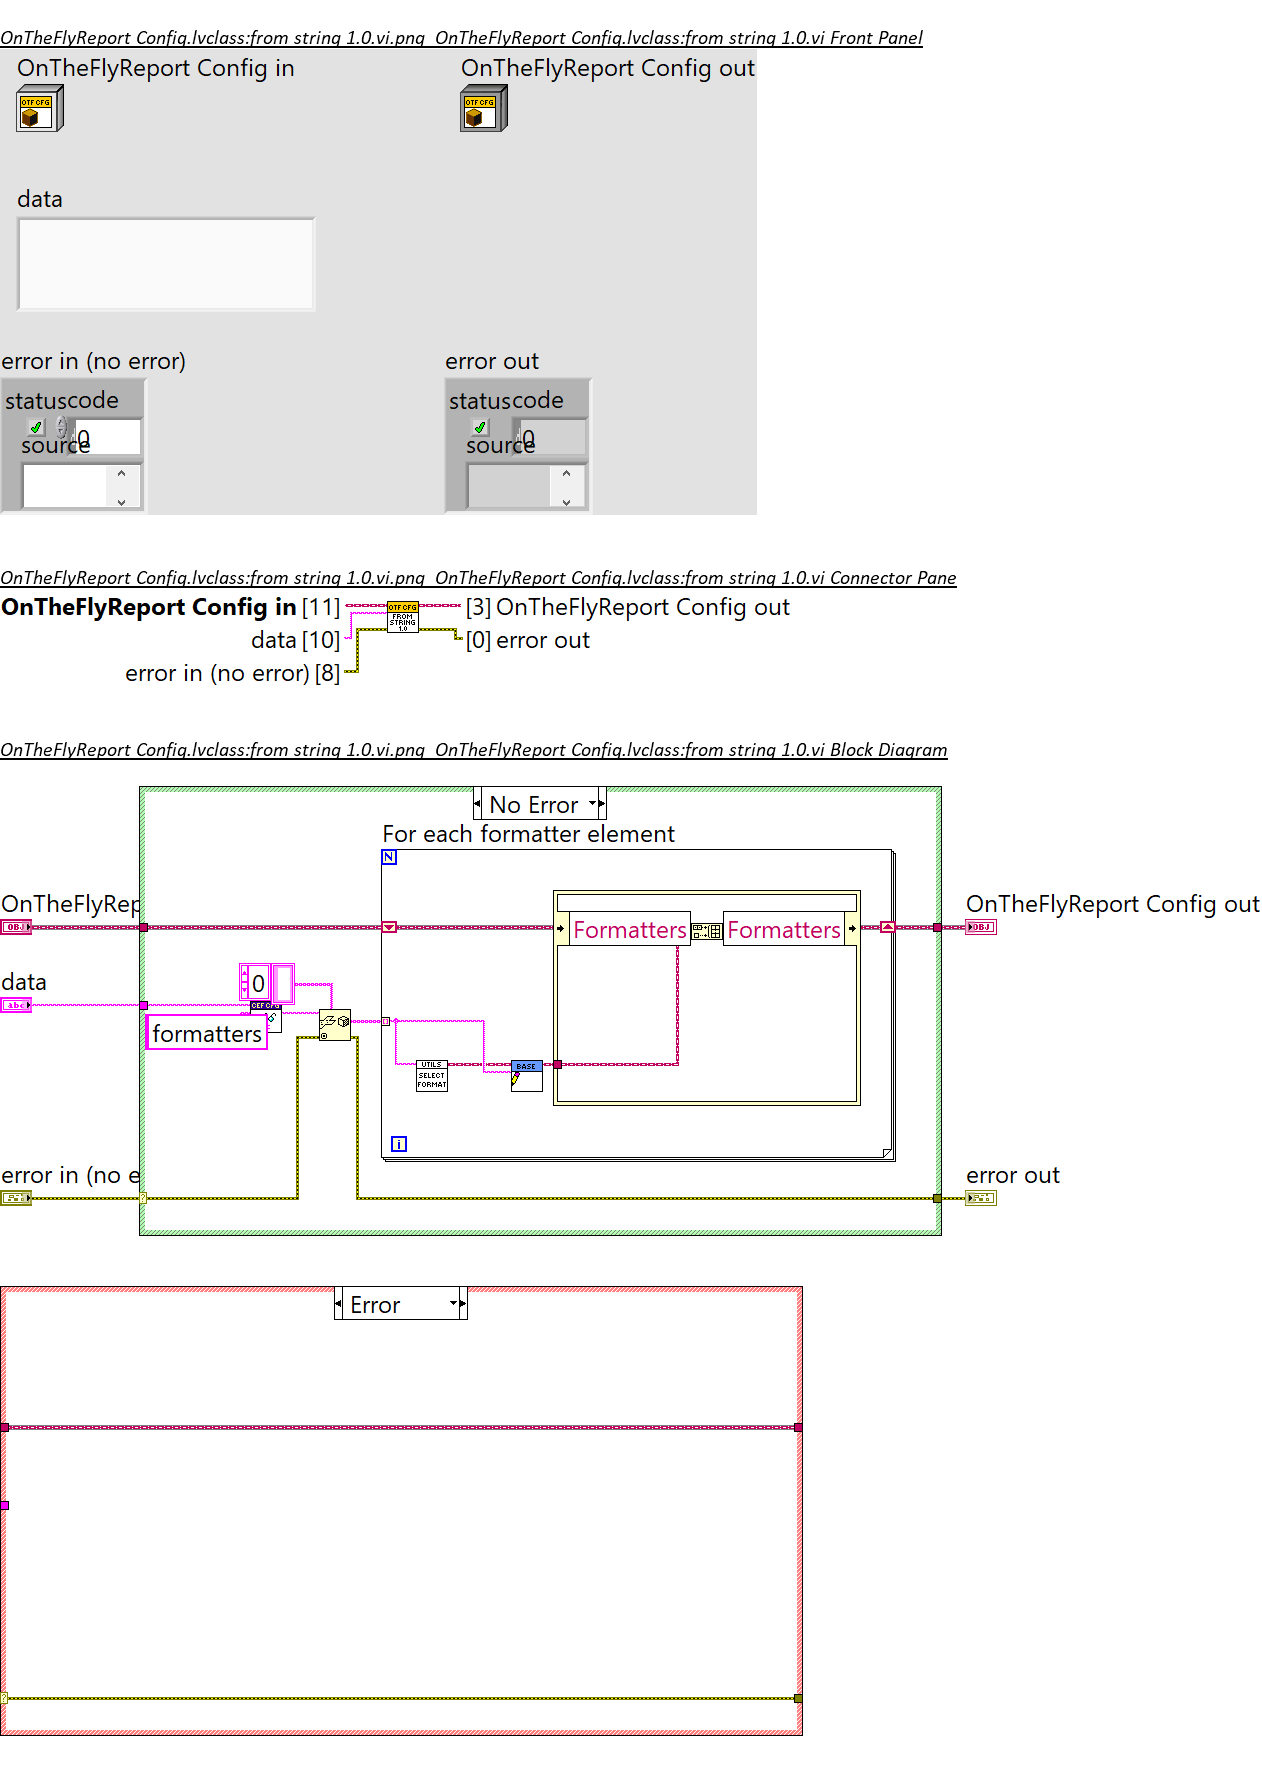 OnTheFlyReport Config.lvclass:from string 1.0.vi.png OnTheFlyReport Config.lvclass:from string 1.0.vi Front Panel
OnTheFlyReport Config in
OnTheFlyReport Config out
OTF CFG
OTF CFG
data
error in (no error)
error out
status code
status code
0
0
source
source
OnTheFlyReport Config.lvclass:from string 1.0.vi.png OnTheFlyReport Config.lvclass:from string 1.0.vi Connector Pane
OnTheFlyReport Config in [11]
OTF CFG
FROM
STRING
1.0
[3] OnTheFlyReport Config out
data [10]
[0] error out
error in (no error) [8]
OnTheFlyReport Config.lvclass:from string 1.0.vi.png OnTheFlyReport Config.lvclass:from string 1.0.vi Block Diagram
No Error
For each formatter element
N
OnTheFlyRep
OBJ
OnTheFlyReport Config out
OBJ
Formatters
Formatters
data
abc
0
formatters
UTILS
SELECT
FORMAT
BASE
i
error in (no e
error out
?
Error
?